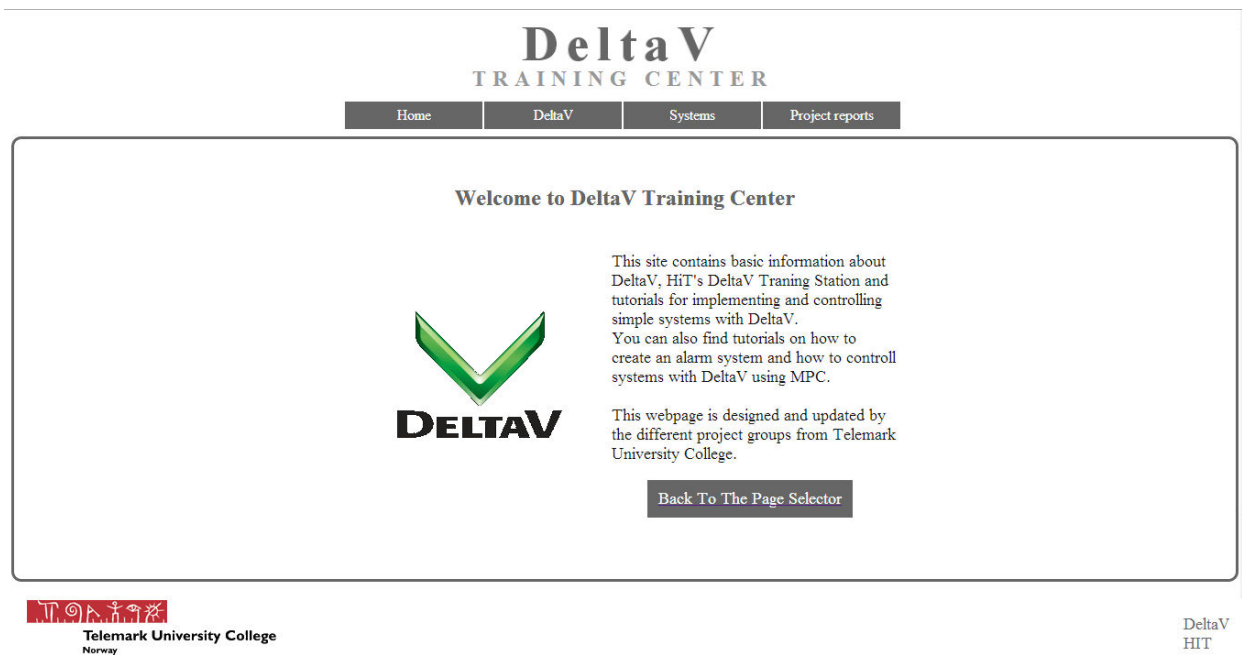 DeltaV
TRAINING CENTER
Home
DeltaV
Systems
Project reports
Welcome to DeltaV Training Center
This site contains basic information about
DeltaV, HiT's DeltaV Traning Station and
tutorials for implementing and controlling
simple systems with DeltaV.
You can also find tutorials on how to
create an alarm system and how to controll
systems with DeltaV using MPC.
This webpage is designed and updated by
the different project groups from Telemark
University College.
DELTAV
Back To The Page Selector
Telemark University College
Norway
DeltaV
HIT